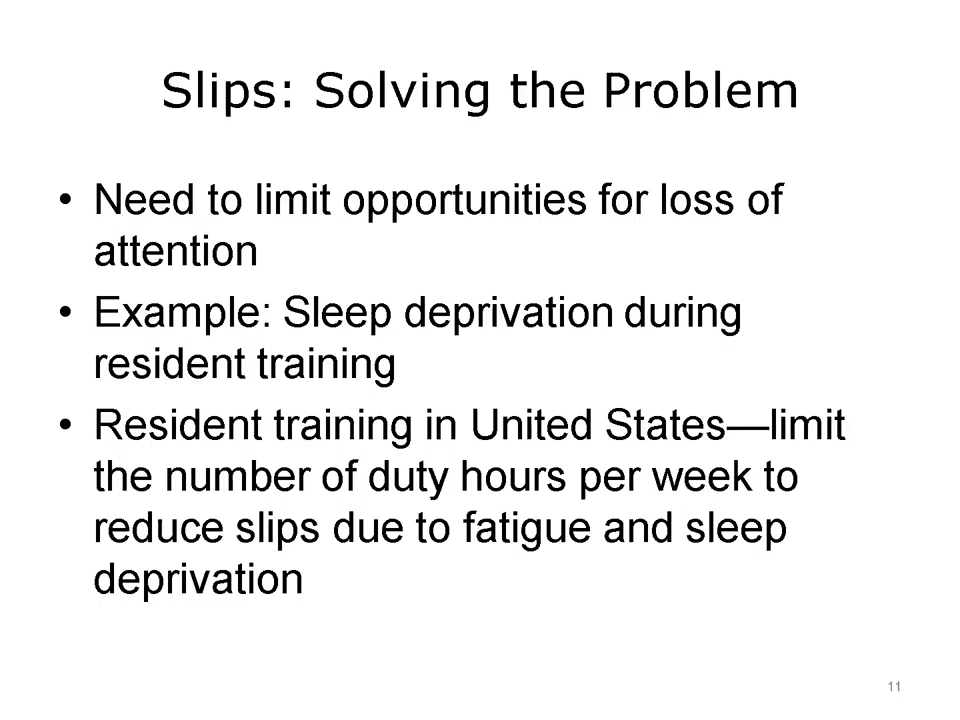 Slips: Solving the Problem
• Need to limit opportunities for loss of
attention
• Example: Sleep deprivation during
resident training
• Resident training in United States—limit
the number of duty hours per week to
reduce slips due to fatigue and sleep
deprivation
11